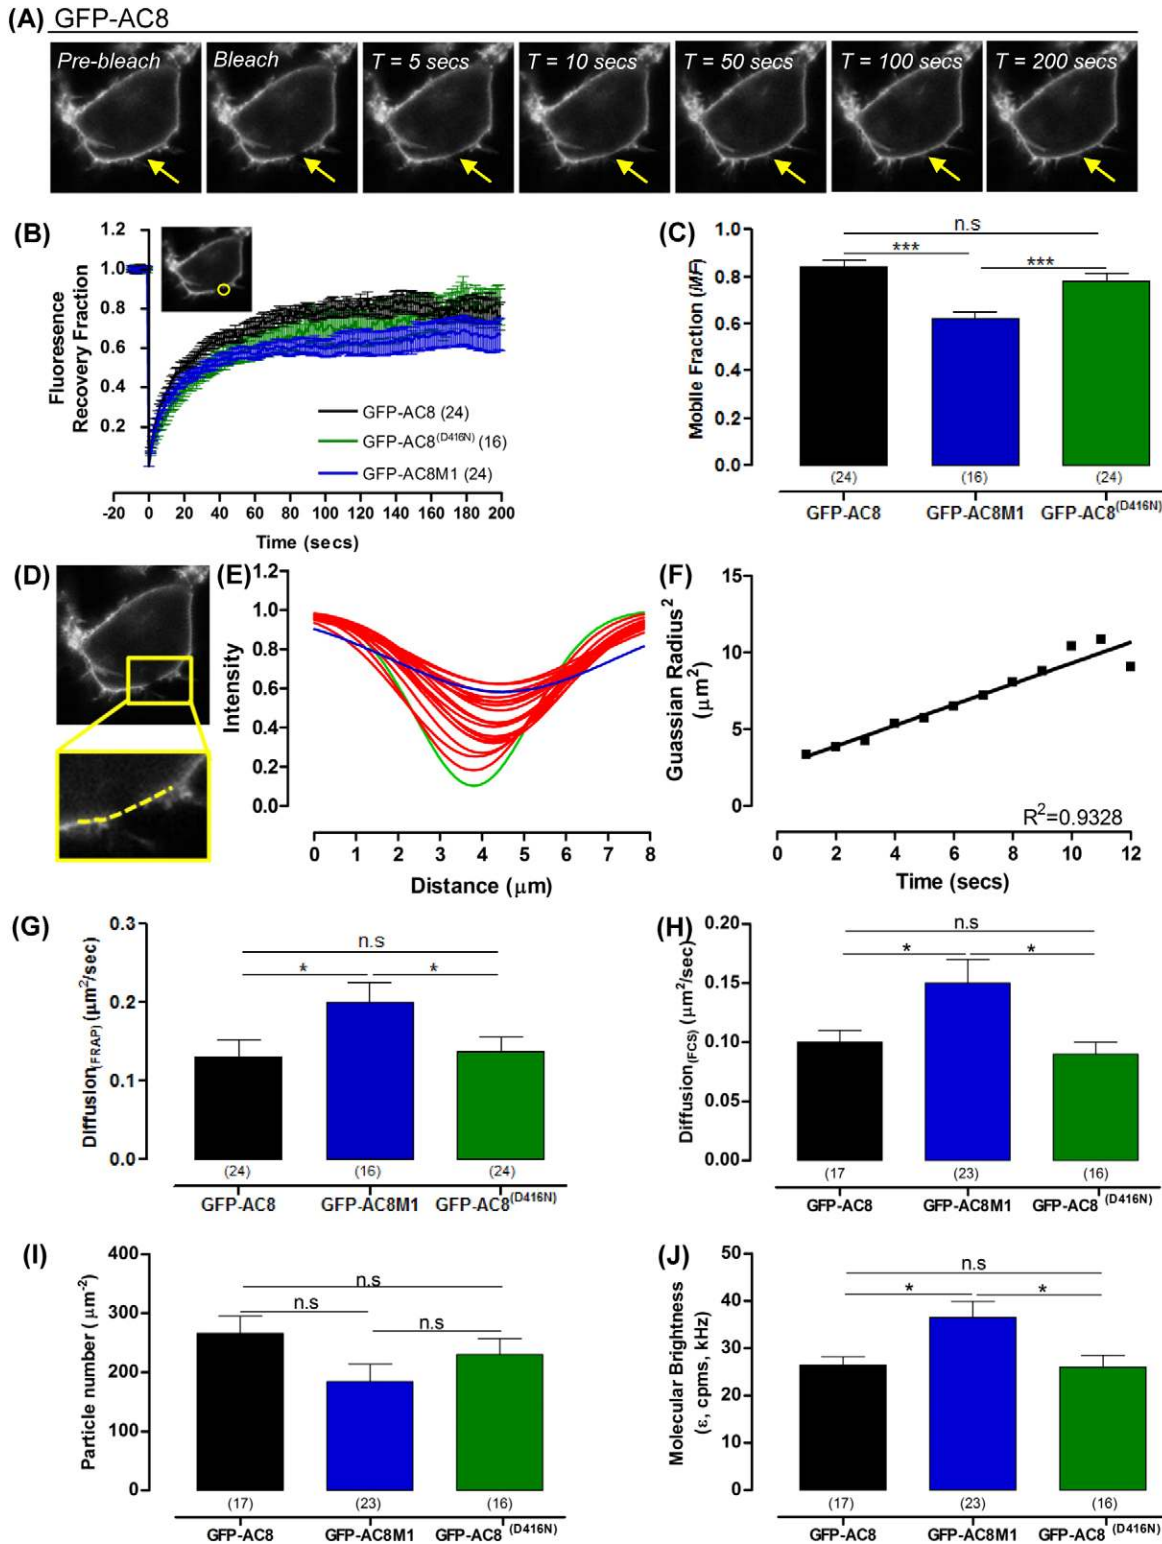 (A) GFP-AC8
Pre-bleach Bleach T = 5 secs T = 10 secs T = 50 secs T = 100 secs T = 200 secs
(B)
Fluorescence
Recovery Fraction
1.2
1.0
0.8
0.6
0.4
0.2
GFP-AC8 (24)
GFP-AC8(D416N) (16)
GFP-AC8M1 (24)
-20 0 20 40 60 80 100 120 140 160 180 200
Time (secs)
(C)
Mobile Fraction (MF)
1.0
0.8
0.6
0.4
0.2
0.0
n.s
*** ***
(24) (16) (24)
GFP-AC8 GFP-AC8M1 GFP-AC8(D416N)
(D)
(E)
Intensity
1.2
1.0
0.8
0.6
0.4
0.2
0.0
0 1 2 3 4 5 6 7 8
Distance (μm)
(F)
Guassian Radius2
(μm2)
15
10
5
0
R2=0.9328
0 2 4 6 8 10 12
Time (secs)
(G)
Diffusion(FRAP) (μm2/sec)
0.3
0.2
0.1
0.0
n.s
* *
(24) (16) (24)
GFP-AC8 GFP-AC8M1 GFP-AC8(D416N)
(H)
Diffusion(FCS) (μm2/sec)
0.20
0.15
0.10
0.05
0.00
n.s
* *
(17 (23) (16)
GFP-AC8 GFP-AC8M1 GFP-AC8 (D416N)
(I)
Particle number ( μm-2)
400
300
200
100
0
n.s
n.s
n.s
(17) (23) (16)
GFP-AC8 GFP-AC8M1 GFP-AC8 (D416N)
(J)
Molecular Brightness
(ε, cpms, kHz)
50
40
30
20
10
0
n.s
* *
(17) (23) (16)
GFP-AC8 GFP-AC8M1 GFP-AC8 (D416N)